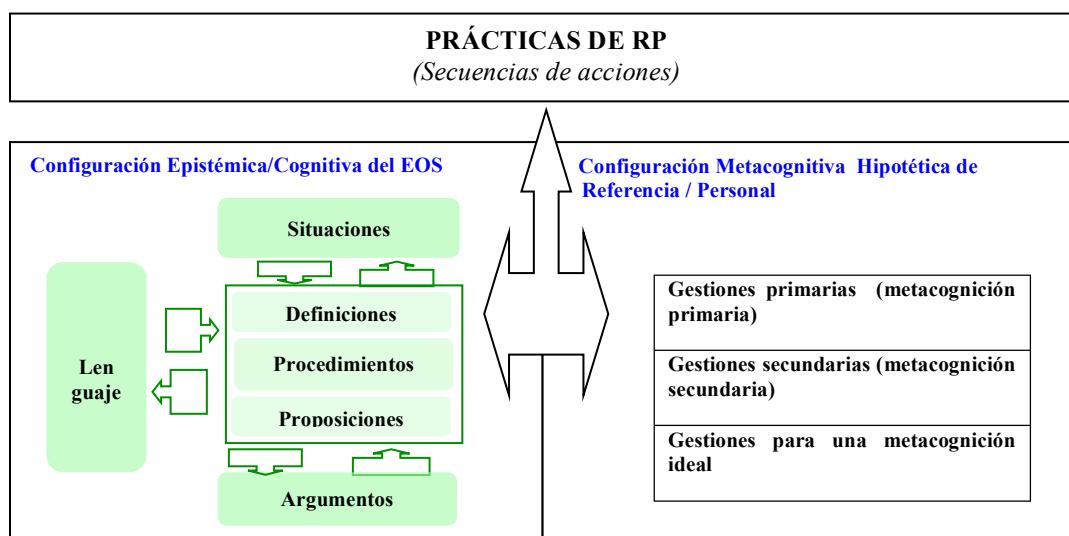 PRÁCTICAS DE RP
(Secuencias de acciones)
Configuración Epistémica/Cognitiva del EOS
Situaciones
Len
guaje
Definiciones
Procedimientos
Proposiciones
Argumentos
Configuración Metacognitiva Hipotética de
Referencia / Personal
Gestiones primarias (metacognición
primaria)
Gestiones secundarias (metacognición
secundaria)
Gestiones para una metacognición
ideal